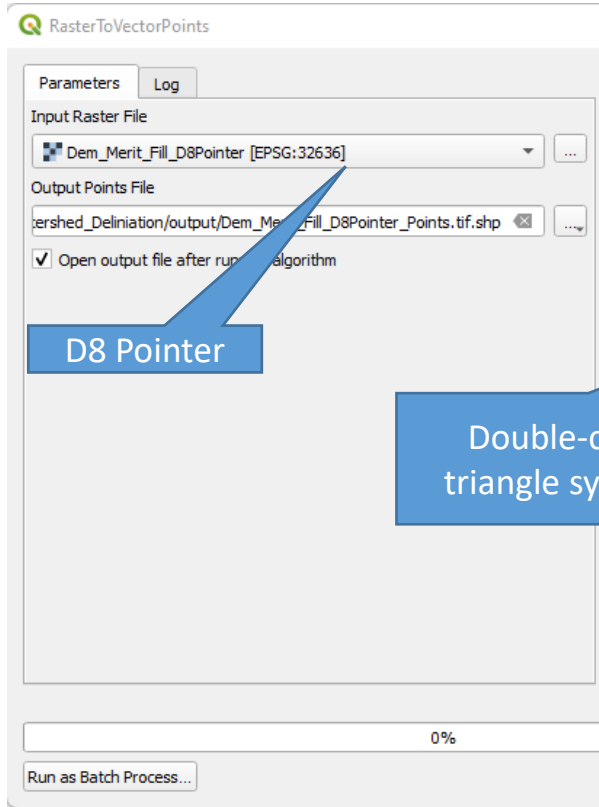 RasterToVectorPoints
Parameters Log
Input Raster File
Dem_Merit_Fill_D8Pointer [EPSG:32636]
...
Output Points File
ershed_Deliniation/output/Dem_Me Fill_D8Pointer_Points.tif.shp
...
Open output file after run algorithm
D8 Pointer
Double-
triangle sy
0%
Run as Batch Process...